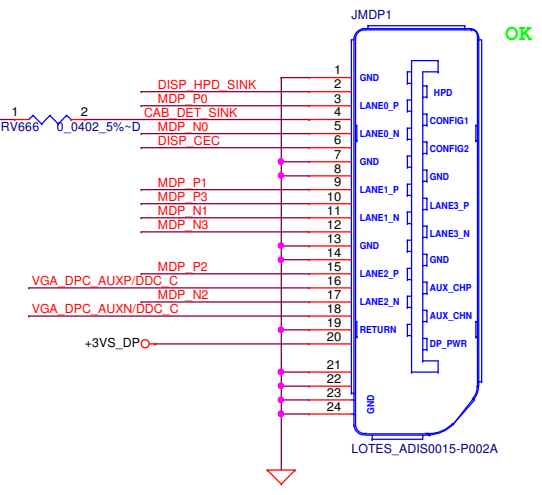 JMDP1
OK
1
GND
DISP_HPD_SINK
2
HPD
MDP_P0
3
LANE0_P
1
2
CAB_DET_SINK
4
CONFIG1
RV666
0_0402_5%~D
MDP_N0
5
LANE0_N
DISP_CEC
6
CONFIG2
7
GND
8
GND
MDP_P1
9
LANE1_P
MDP_P3
10
LANE3_P
MDP_N1
11
LANE1_N
MDP_N3
12
LANE3_N
13
GND
14
GND
MDP_P2
15
LANE2_P
VGA_DPC_AUXP/DDC_C
16
AUX_CHP
MDP_N2
17
LANE2_N
VGA_DPC_AUXN/DDC_C
18
AUX_CHN
19
RETURN
+3VS_DP
20
DP_PWR
21
22
23
24
GND
LOTES_ADIS0015-P002A